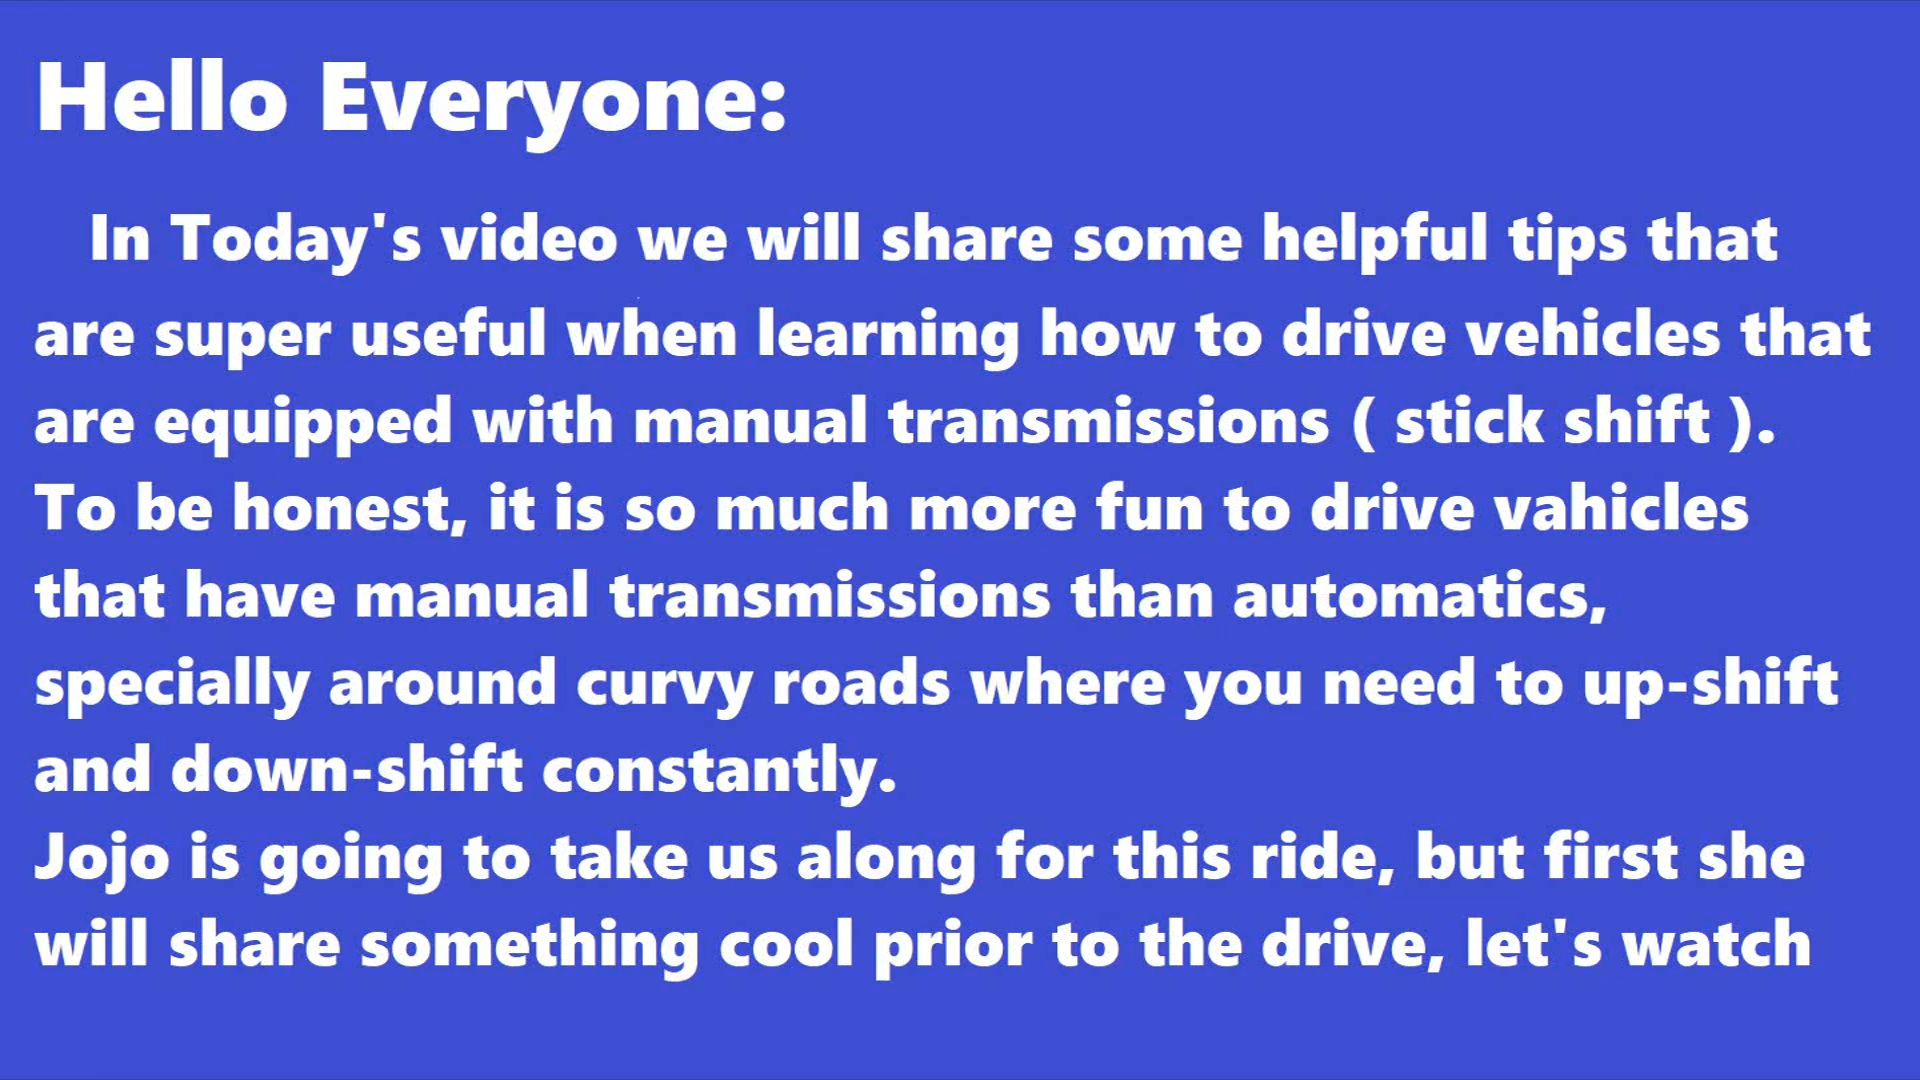 Hello Everyone:
In Today's video we will share some helpful tips that
are super useful when learning how to drive vehicles that
are equipped with manual transmissions ( stick shift ).
To be honest, it is so much more fun to drive vahicles
that have manual transmissions than automatics,
specially around curvy roads where you need to up-shift
and down-shift constantly.
Jojo is going to take us along for this ride, but first she
will share something cool prior to the drive, let's watch